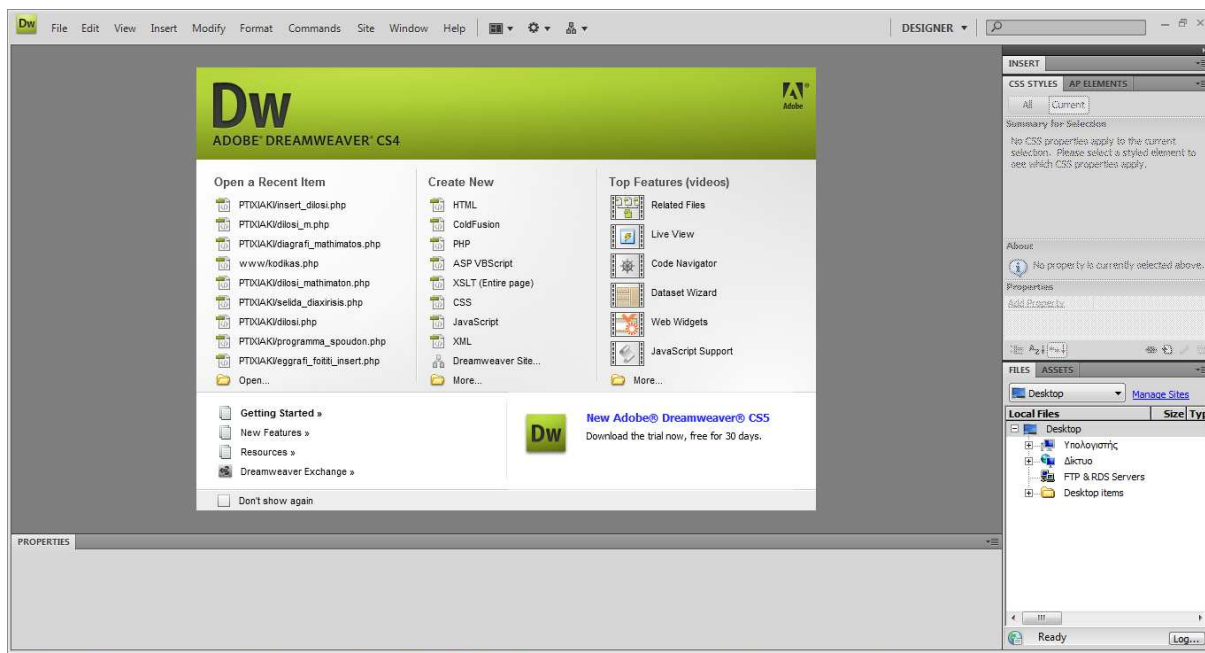 Dw File Edit View Insert Modify Format Commands Site Window Help DESIGNER
Dw
ADOBE® DREAMWEAVER® CS4
Adobe®
Open a Recent Item
PTIXIAKI/insert_dilosi.php
PTIXIAKI/dilosi_m.php
PTIXIAKI/diagrafi_mathimatos.php
www/kodikas.php
PTIXIAKI/dilosi_mathimaton.php
PTIXIAKI/selida_diaxirisis.php
PTIXIAKI/dilosi.php
PTIXIAKI/programma_spoudon.php
PTIXIAKI/eggrafi_foititi_insert.php
Open...
Create New
HTML
ColdFusion
PHP
ASP VBScript
XSLT (Entire page)
CSS
JavaScript
XML
Dreamweaver Site...
More...
Top Features (videos)
Related Files
Live View
Code Navigator
Dataset Wizard
Web Widgets
JavaScript Support
More...
Getting Started »
New Features »
Resources »
Dreamweaver Exchange »
Dw
New Adobe® Dreamweaver® CS5
Download the trial now, free for 30 days.
Don't show again
PROPERTIES
INSERT
CSS STYLES AP ELEMENTS
All Current
Summary for Selection
No CSS properties apply to the current
selection. Please select a styled element to
see which CSS properties apply.
About
No property is currently selected above.
Properties
Add Property
FILES ASSETS
Desktop Manage Sites
Local Files Size Typ
Desktop
Υπολογιστής
Δίκτυο
FTP & RDS Servers
Desktop items
Ready Log...